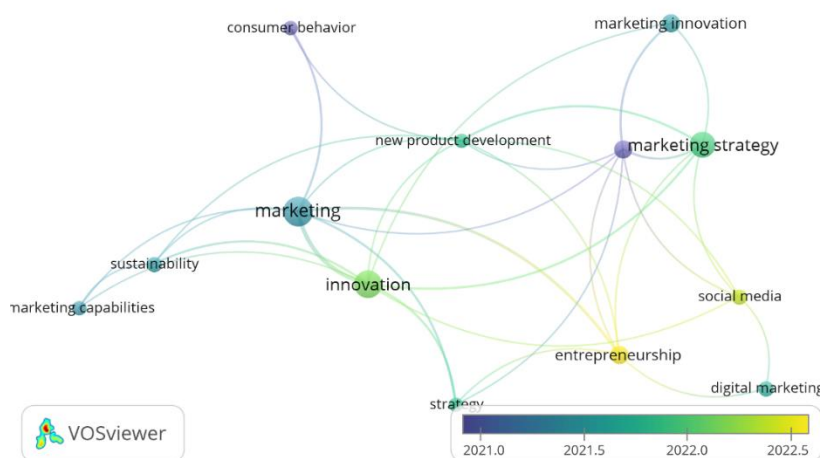 consumer behavior
marketing innovation
new product development
marketing strategy
marketing
sustainability
innovation
marketing capabilities
social media
entrepreneurship
digital marketing
strategy
VOSviewer
2021.0 2021.5 2022.0 2022.5